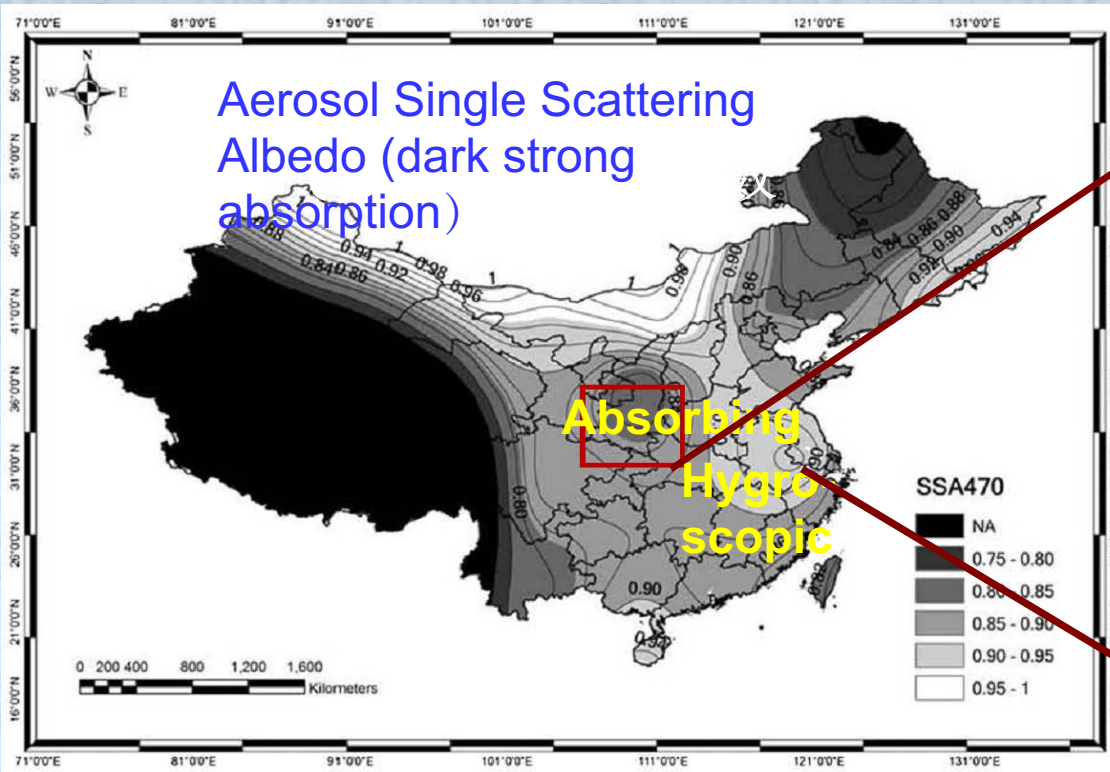 71°0'0"E 81°0'0"E 91°0'0"E 101°0'0"E 111°0'0"E 121°0'0"E 131°0'0"E
N
W E
S
Aerosol Single Scattering
Albedo (dark strong
absorption）
数
56°0'0"N
51°0'0"N
46°0'0"N
41°0'0"N
36°0'0"N
31°0'0"N
26°0'0"N
21°0'0"N
16°0'0"N
1
0.88
0.94
1
0.98
0.84
0.86
0.92
0.96
1
1
0.98
0.90
0.86
0.84
0.86
0.88
0.90
0.92
0.94
Absorbing
Hygro-
scopic
0.80
0.90
0.90
0.82
SSA470
NA
0.75 - 0.80
0.80 - 0.85
0.85 - 0.90
0.90 - 0.95
0.95 - 1
0 200 400 800 1,200 1,600
Kilometers
71°0'0"E 81°0'0"E 91°0'0"E 101°0'0"E 111°0'0"E 121°0'0"E 131°0'0"E